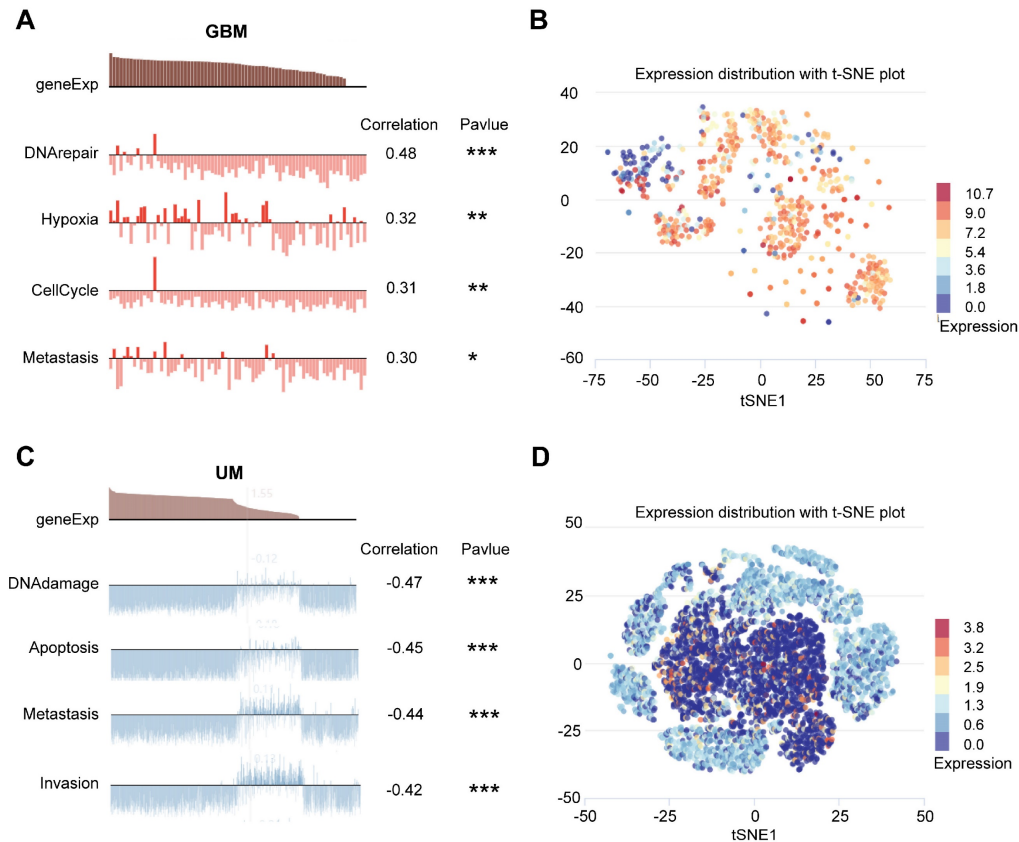 A
GBM
geneExp
Correlation Pavlue
DNArepair 0.48 ***
Hypoxia 0.32 **
CellCycle 0.31 **
Metastasis 0.30 *
B
Expression distribution with t-SNE plot
40
20
0
-20
-40
-60
-75 -50 -25 0 25 50 75
tSNE1
10.7
9.0
7.2
5.4
3.6
1.8
0.0
Expression
C
UM
1.55
geneExp
Correlation Pavlue
-0.12
DNAdamage -0.47 ***
Apoptosis -0.45 ***
Metastasis -0.44 ***
Invasion -0.42 ***
D
Expression distribution with t-SNE plot
50
25
0
-25
-50
-50 -25 0 25 50
tSNE1
3.8
3.2
2.5
1.9
1.3
0.6
0.0
Expression